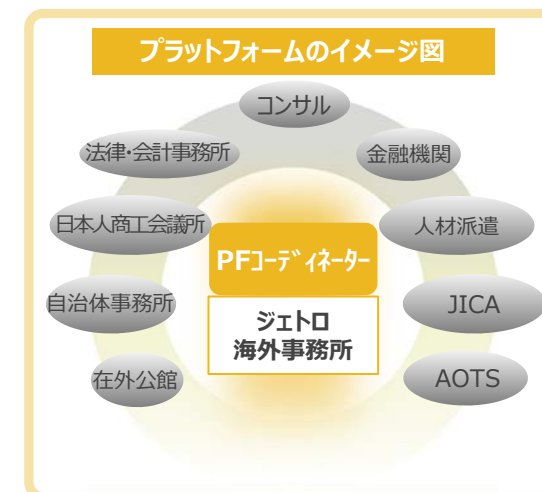 プラットフォームのイメージ図
コンサル
法律・会計事務所
金融機関
日本人商工会議所
人材派遣
PFコーディネーター
自治体事務所
ジェトロ
海外事務所
JICA
在外公館
AOTS